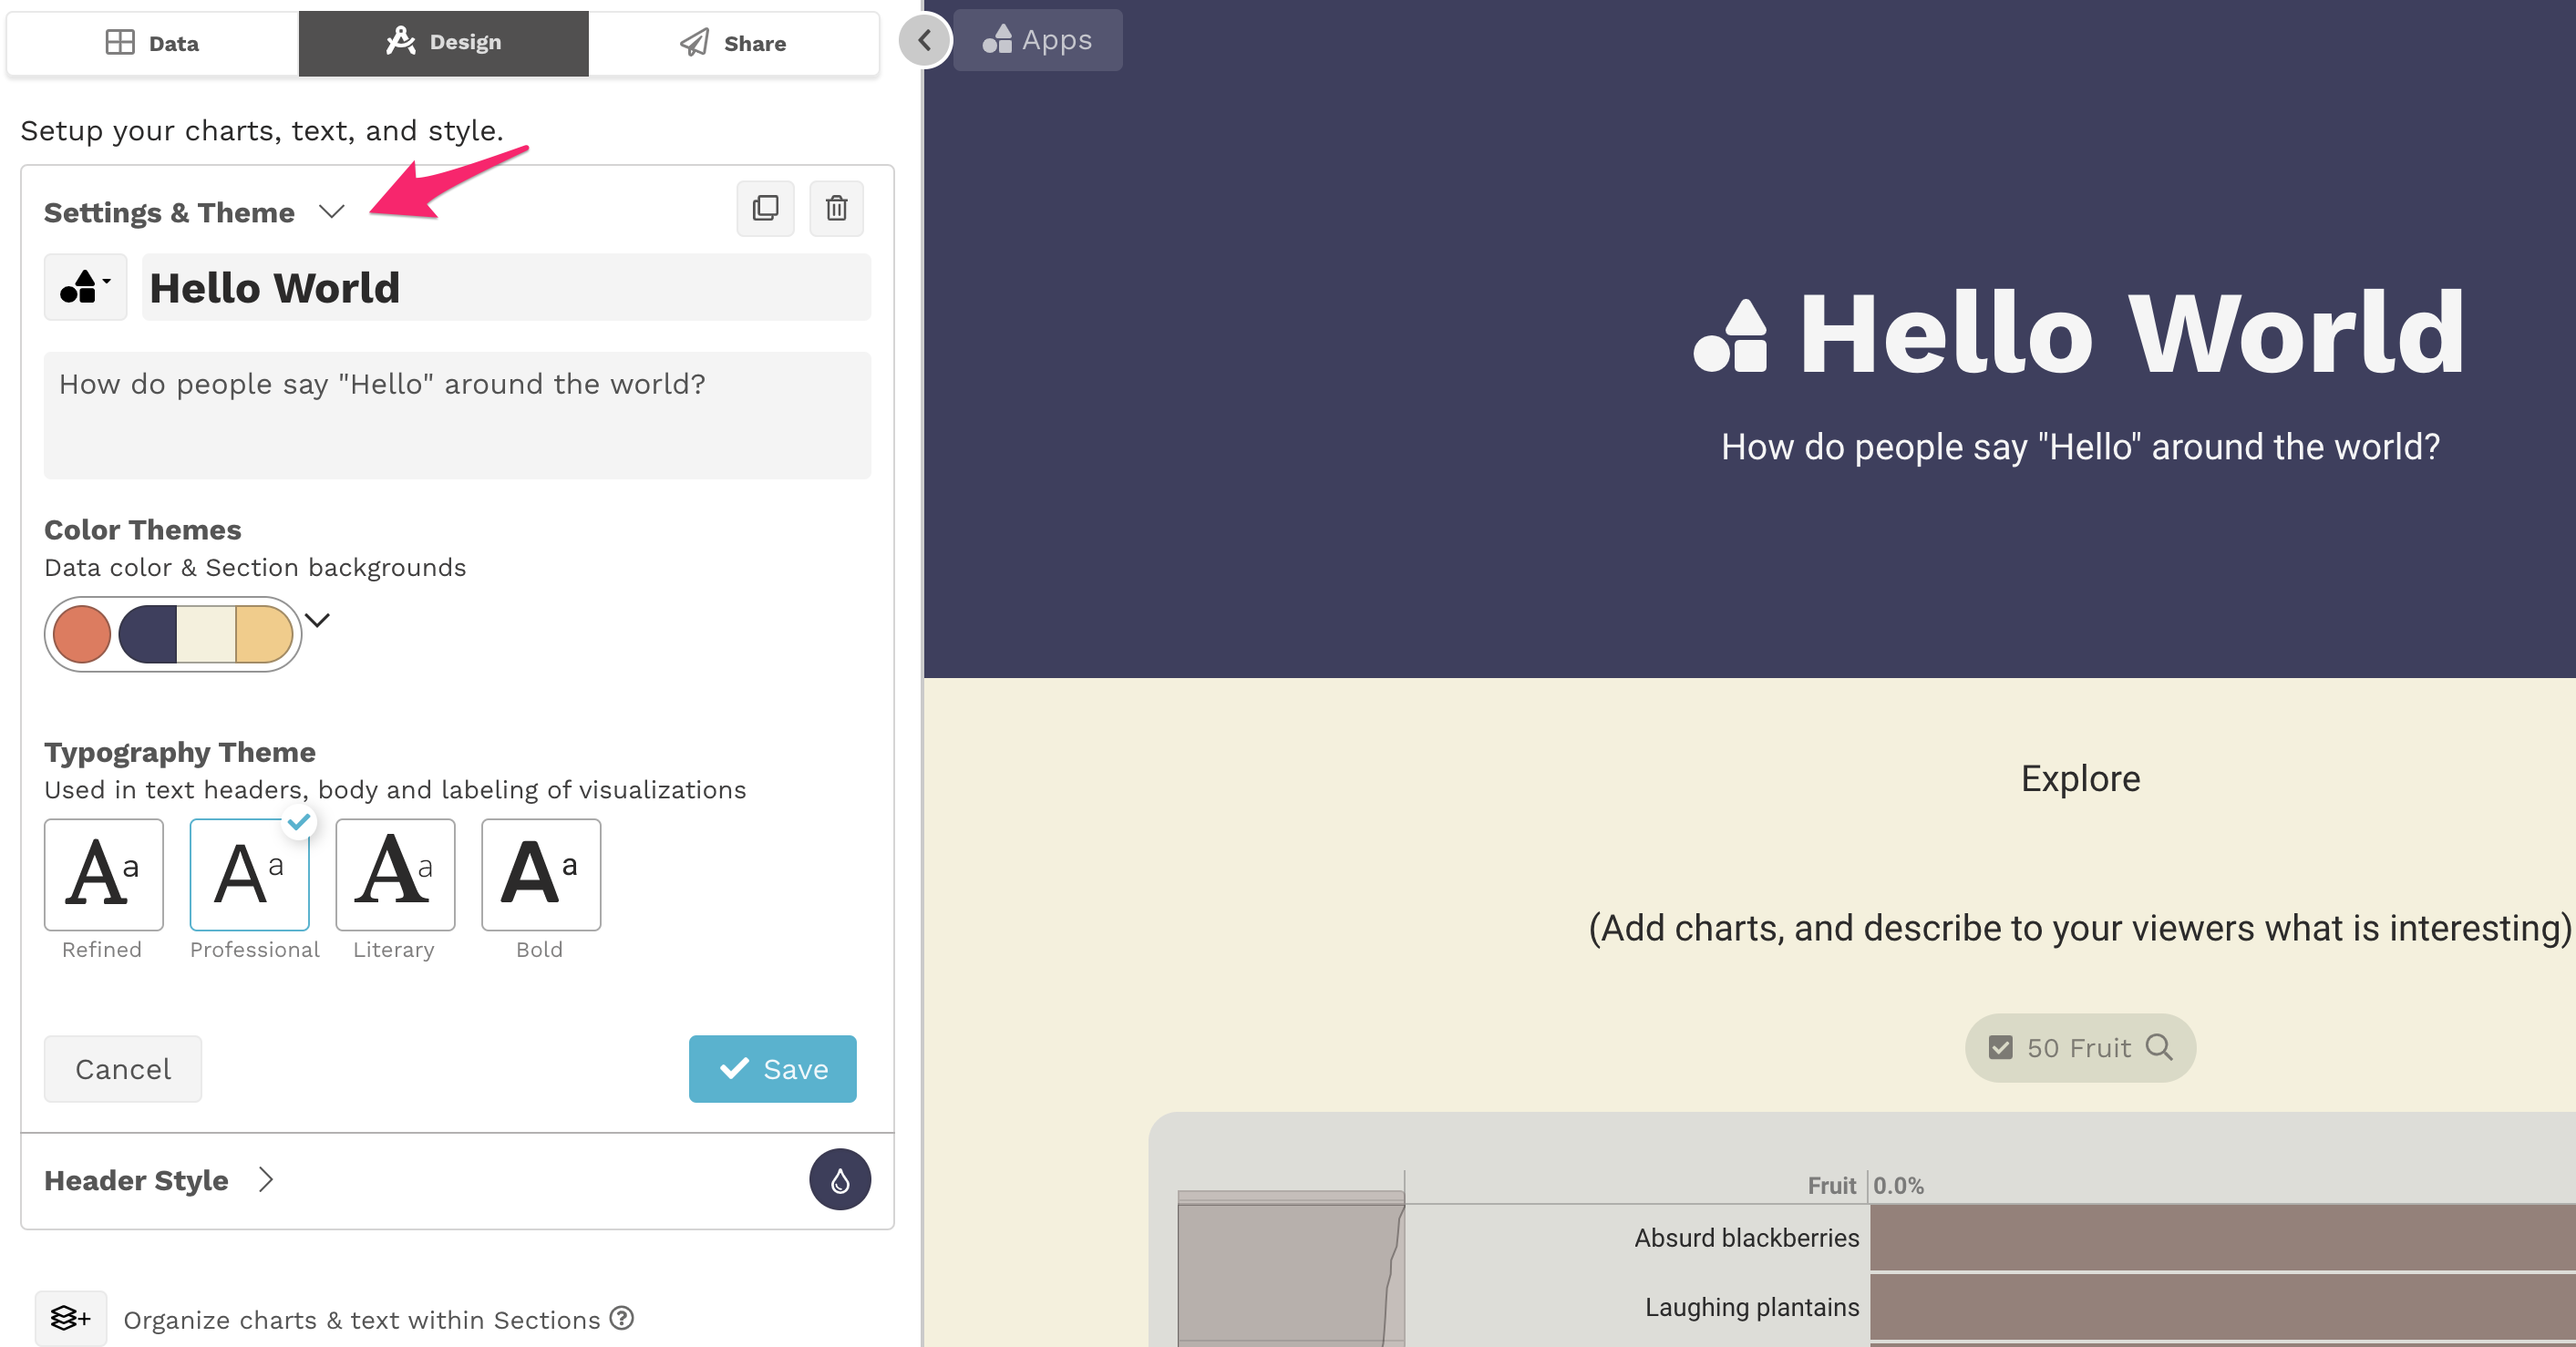 Data
Design
Share
Setup your charts, text, and style.
Settings & Theme
Hello World
How do people say "Hello" around the world?
Color Themes
Data color & Section backgrounds
Typography Theme
Used in text headers, body and labeling of visualizations
A a A a A a A a
Refined Professional Literary Bold
Cancel
Save
Header Style
Organize charts & text within Sections ?
Apps
Hello World
How do people say "Hello" around the world?
Explore
(Add charts, and describe to your viewers what is interesting)
50 Fruit
Fruit 0.0%
Absurd blackberries
Laughing plantains